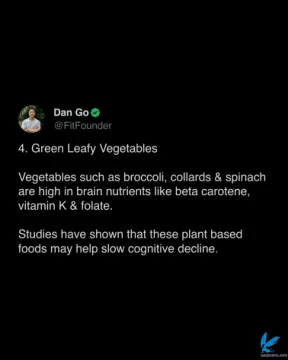 Dan Go
@FitFounder
4. Green Leafy Vegetables
Vegetables such as broccoli, collards & spinach
are high in brain nutrients like beta carotene,
vitamin K & folate.
Studies have shown that these plant based
foods may help slow cognitive decline.